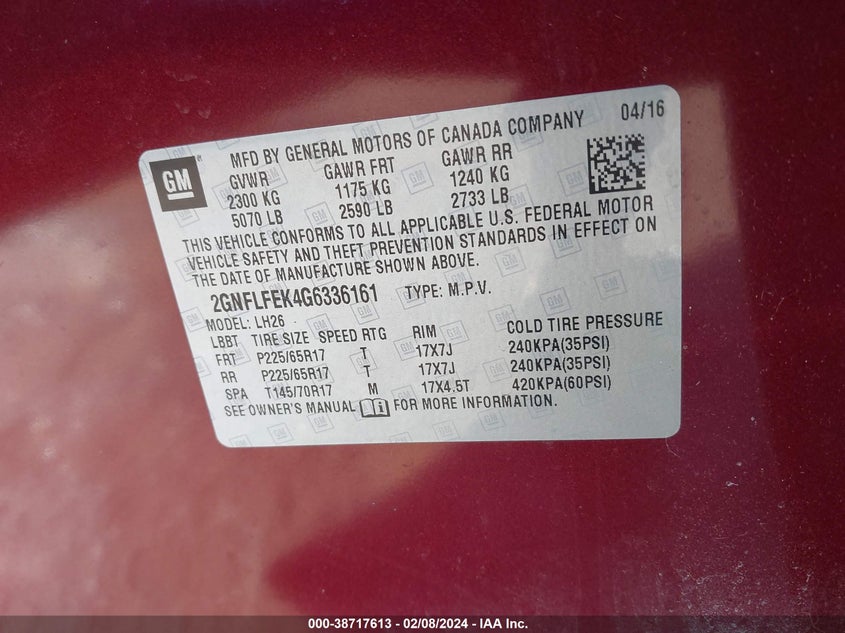 04/16
GM
MFD BY GENERAL MOTORS OF CANADA COMPANY
GVWR GAWR FRT GAWR RR
2300 KG 1175 KG 1240 KG
5070 LB 2590 LB 2733 LB
THIS VEHICLE CONFORMS TO ALL APPLICABLE U.S. FEDERAL MOTOR
VEHICLE SAFETY AND THEFT PREVENTION STANDARDS IN EFFECT ON
THE DATE OF MANUFACTURE SHOWN ABOVE.
2GNFLFEK4G6336161 TYPE: M.P.V.
MODEL: LH26
LBBT TIRE SIZE SPEED RTG RIM COLD TIRE PRESSURE
FRT P225/65R17 T 17X7J 240KPA(35PSI)
RR P225/65R17 T 17X7J 240KPA(35PSI)
SPA T145/70R17 M 17X4.5T 420KPA(60PSI)
SEE OWNER'S MANUAL FOR MORE INFORMATION.
000-38717613 - 02/08/2024 - IAA Inc.